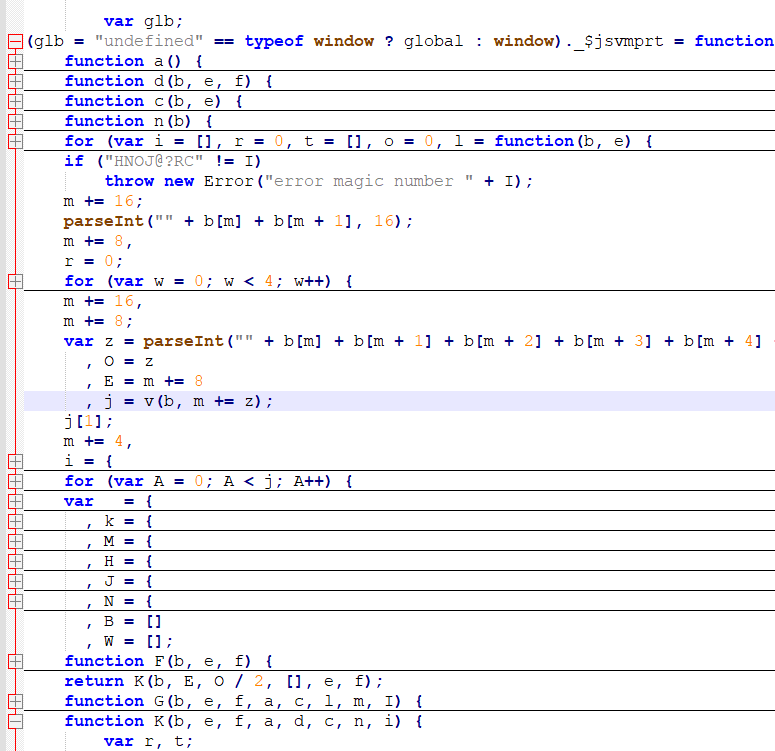 var glb;
(glb = "undefined" == typeof window ? global : window)._$jsvmprt = function
function a() {
function d(b, e, f) {
function c(b, e) {
function n(b) {
for (var i = [], r = 0, t = [], o = 0, l = function(b, e) {
if ("HNOJ@?RC" != I)
throw new Error("error magic number " + I);
m += 16;
parseInt("" + b[m] + b[m + 1], 16);
m += 8,
r = 0;
for (var w = 0; w < 4; w++) {
m += 16,
m += 8;
var z = parseInt("" + b[m] + b[m + 1] + b[m + 2] + b[m + 3] + b[m + 4]
, O = z
, E = m += 8
, j = v(b, m += z);
j[1];
m += 4,
i = {
for (var A = 0; A < j; A++) {
var   = {
, k = {
, M = {
, H = {
, J = {
, N = {
, B = []
, W = [];
function F(b, e, f) {
return K(b, E, O / 2, [], e, f);
function G(b, e, f, a, c, l, m, I) {
function K(b, e, f, a, d, c, n, i) {
var r, t;